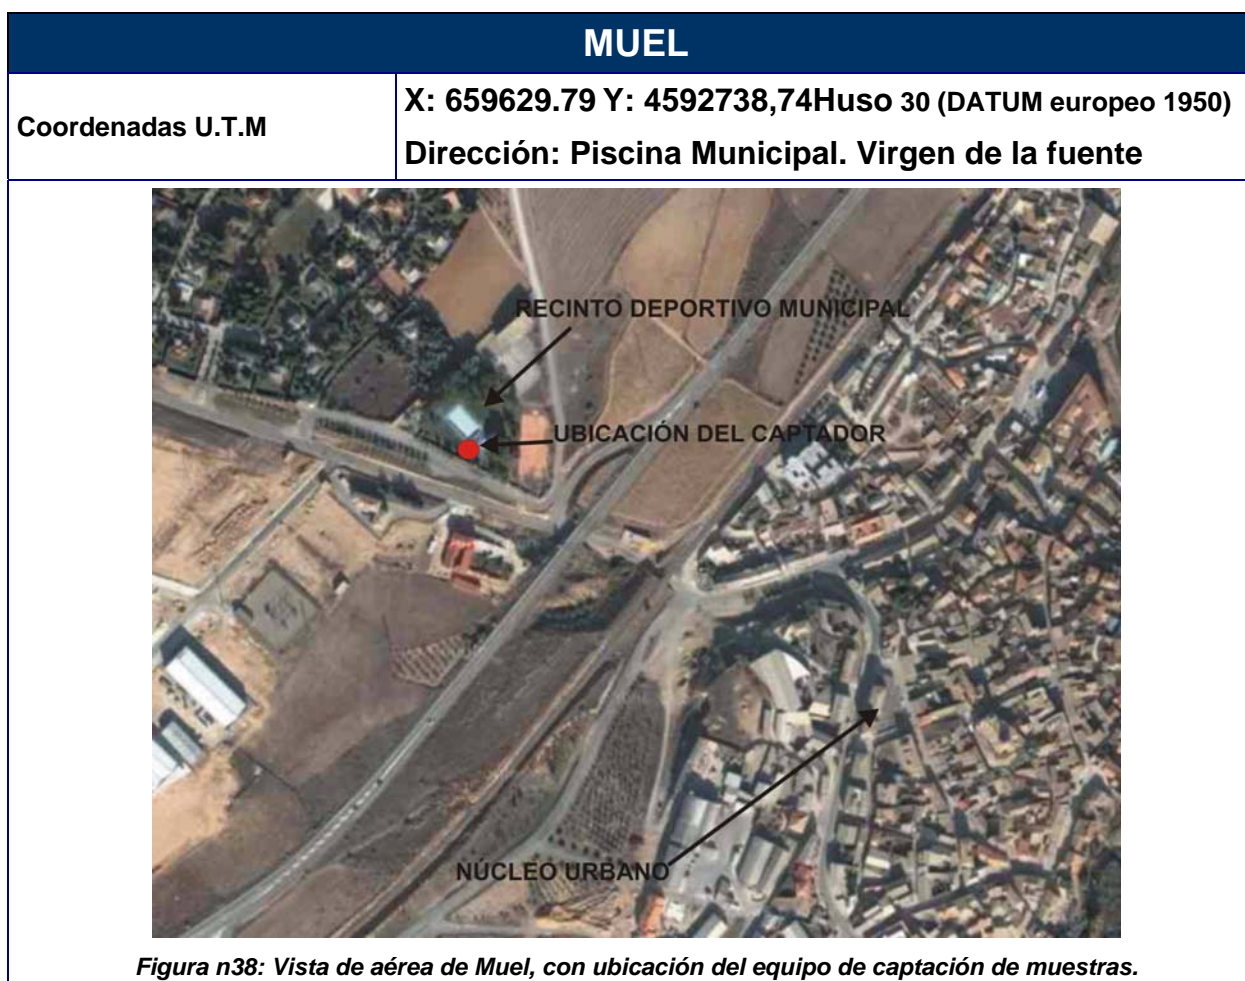 MUEL
Coordenadas U.T.M
X: 659629.79 Y: 4592738,74Huso 30 (DATUM europeo 1950)
Dirección: Piscina Municipal. Virgen de la fuente
RECINTO DEPORTIVO MUNICIPAL
UBICACIÓN DEL CAPTADOR
NÚCLEO URBANO
Figura n38: Vista de aérea de Muel, con ubicación del equipo de captación de muestras.